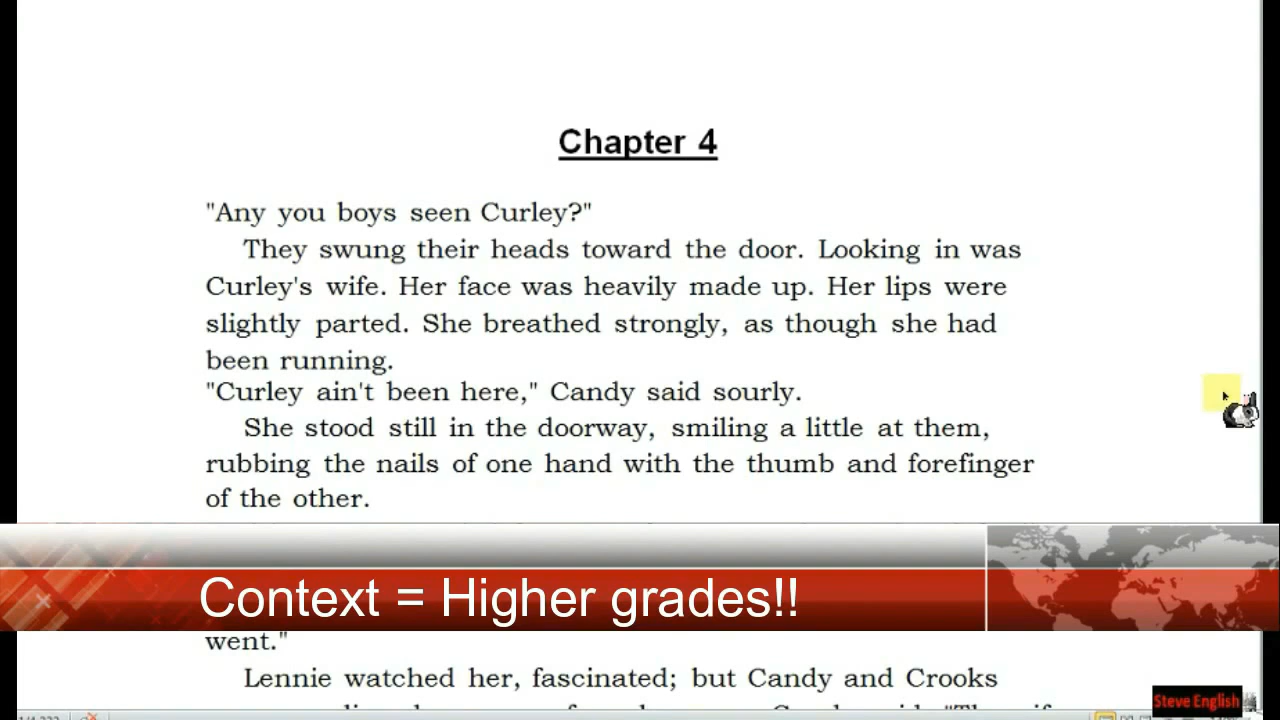 Chapter 4
"Any you boys seen Curley?"
They swung their heads toward the door. Looking in was
Curley's wife. Her face was heavily made up. Her lips were
slightly parted. She breathed strongly, as though she had
been running.
"Curley ain't been here," Candy said sourly.
She stood still in the doorway, smiling a little at them,
rubbing the nails of one hand with the thumb and forefinger
of the other.
Context = Higher grades!!
went."
Lennie watched her, fascinated; but Candy and Crooks
Steve English